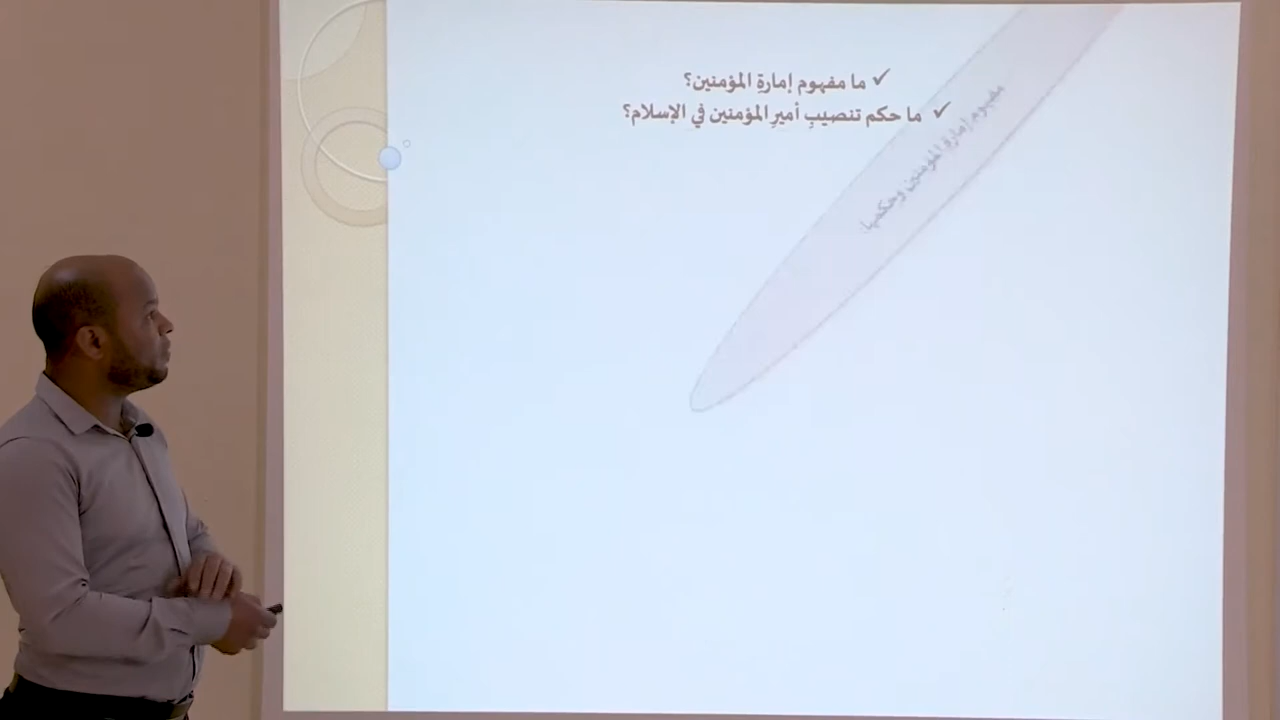 ما مفهوم إمارةِ المؤمنين؟
ما حكم تنصيبِ أميرِ المؤمنين في الإسلام؟
مفهوم إمارةِ المؤمنين وحكمها